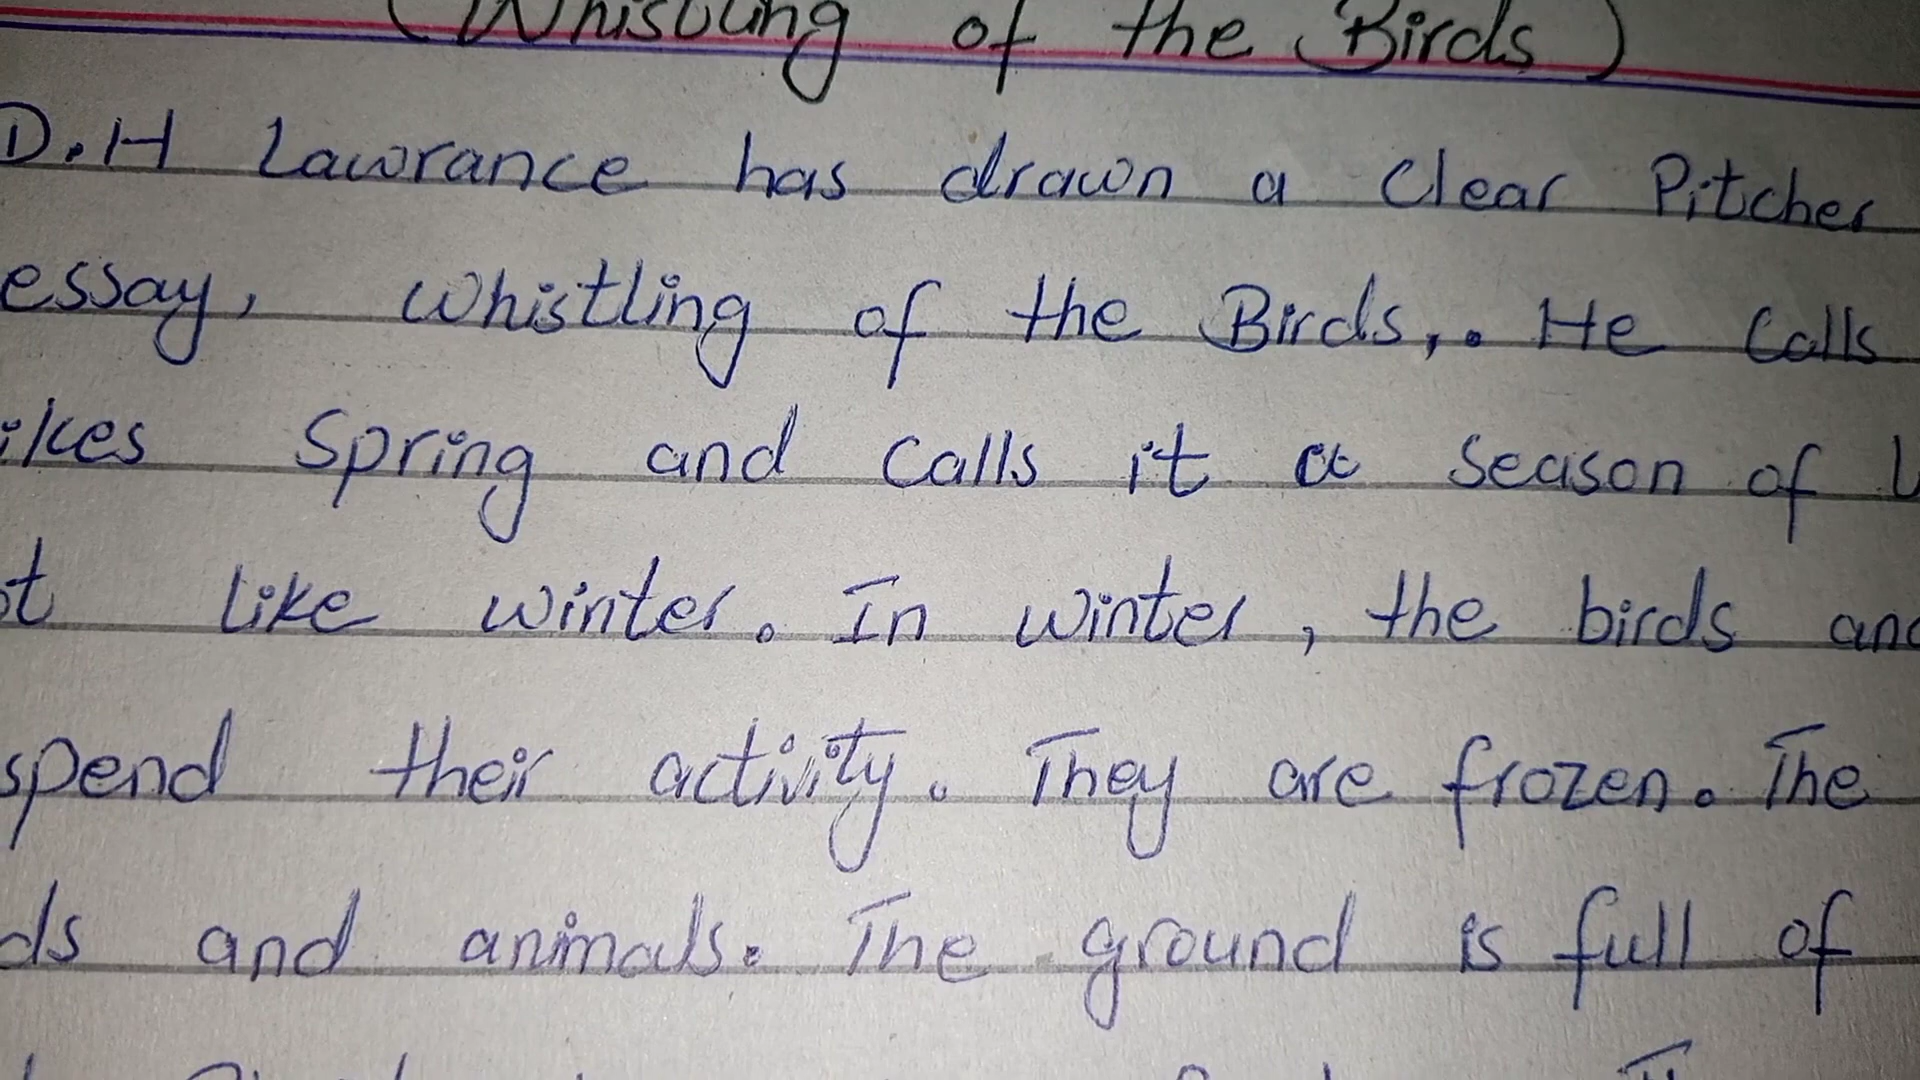 (Whistling of the Birds)
D.H Lawrance has drawn a Clear Pitcher
essay, whistling of the Birds,. He Calls
ikes Spring and Calls it a Season of
ot like winter. In winter, the birds and
spend their activity. They are frozen. The
ds and animals. The ground is full of